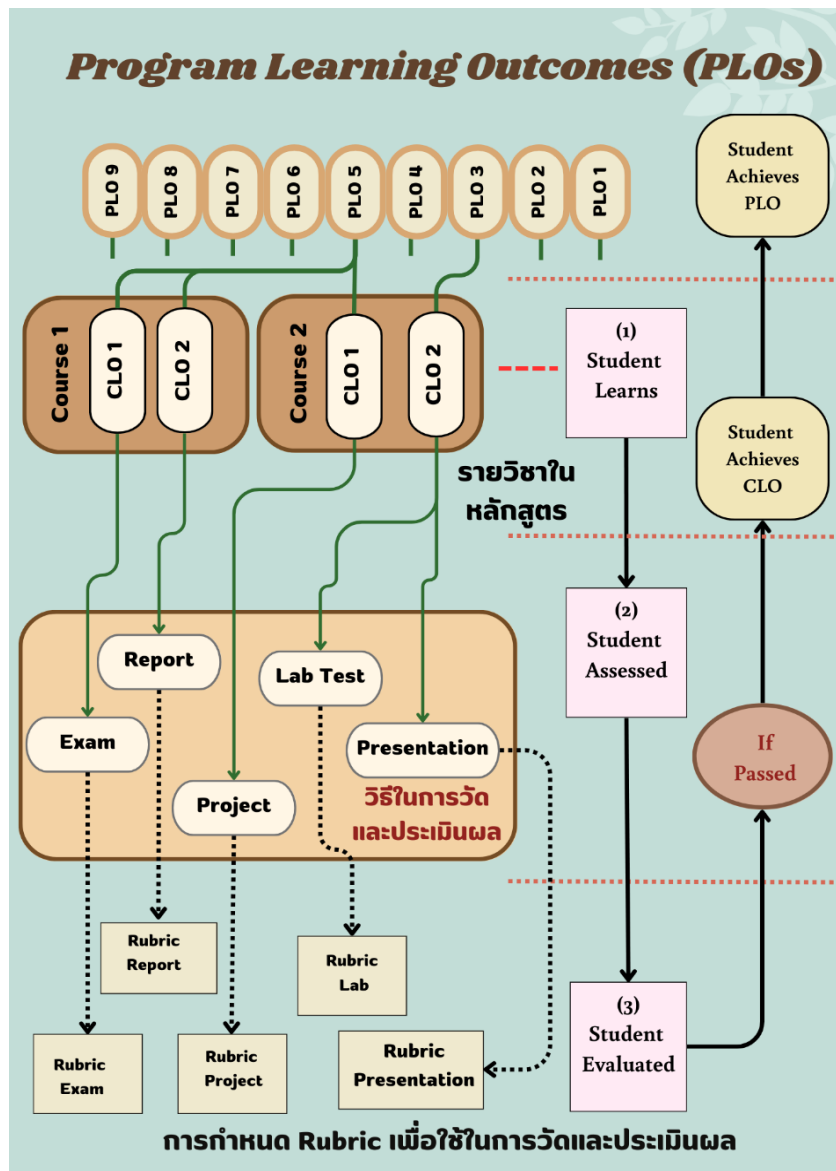 Program Learning Outcomes (PLOs)
PLO 9
PLO 8
PLO 7
PLO 6
PLO 5
PLO 4
PLO 3
PLO 2
PLO 1
Student
Achieves
PLO
Course 1
CLO 1
CLO 2
Course 2
CLO 1
CLO 2
(1)
Student
Learns
Student
Achieves
CLO
รายวิชาใน
หลักสูตร
(2)
Student
Assessed
Report
Lab Test
Exam
Presentation
Project
วิธีในการวัด
และประเมินผล
If
Passed
Rubric
Report
Rubric
Lab
Rubric
Exam
Rubric
Project
Rubric
Presentation
(3)
Student
Evaluated
การกำหนด Rubric เพื่อใช้ในการวัดและประเมินผล